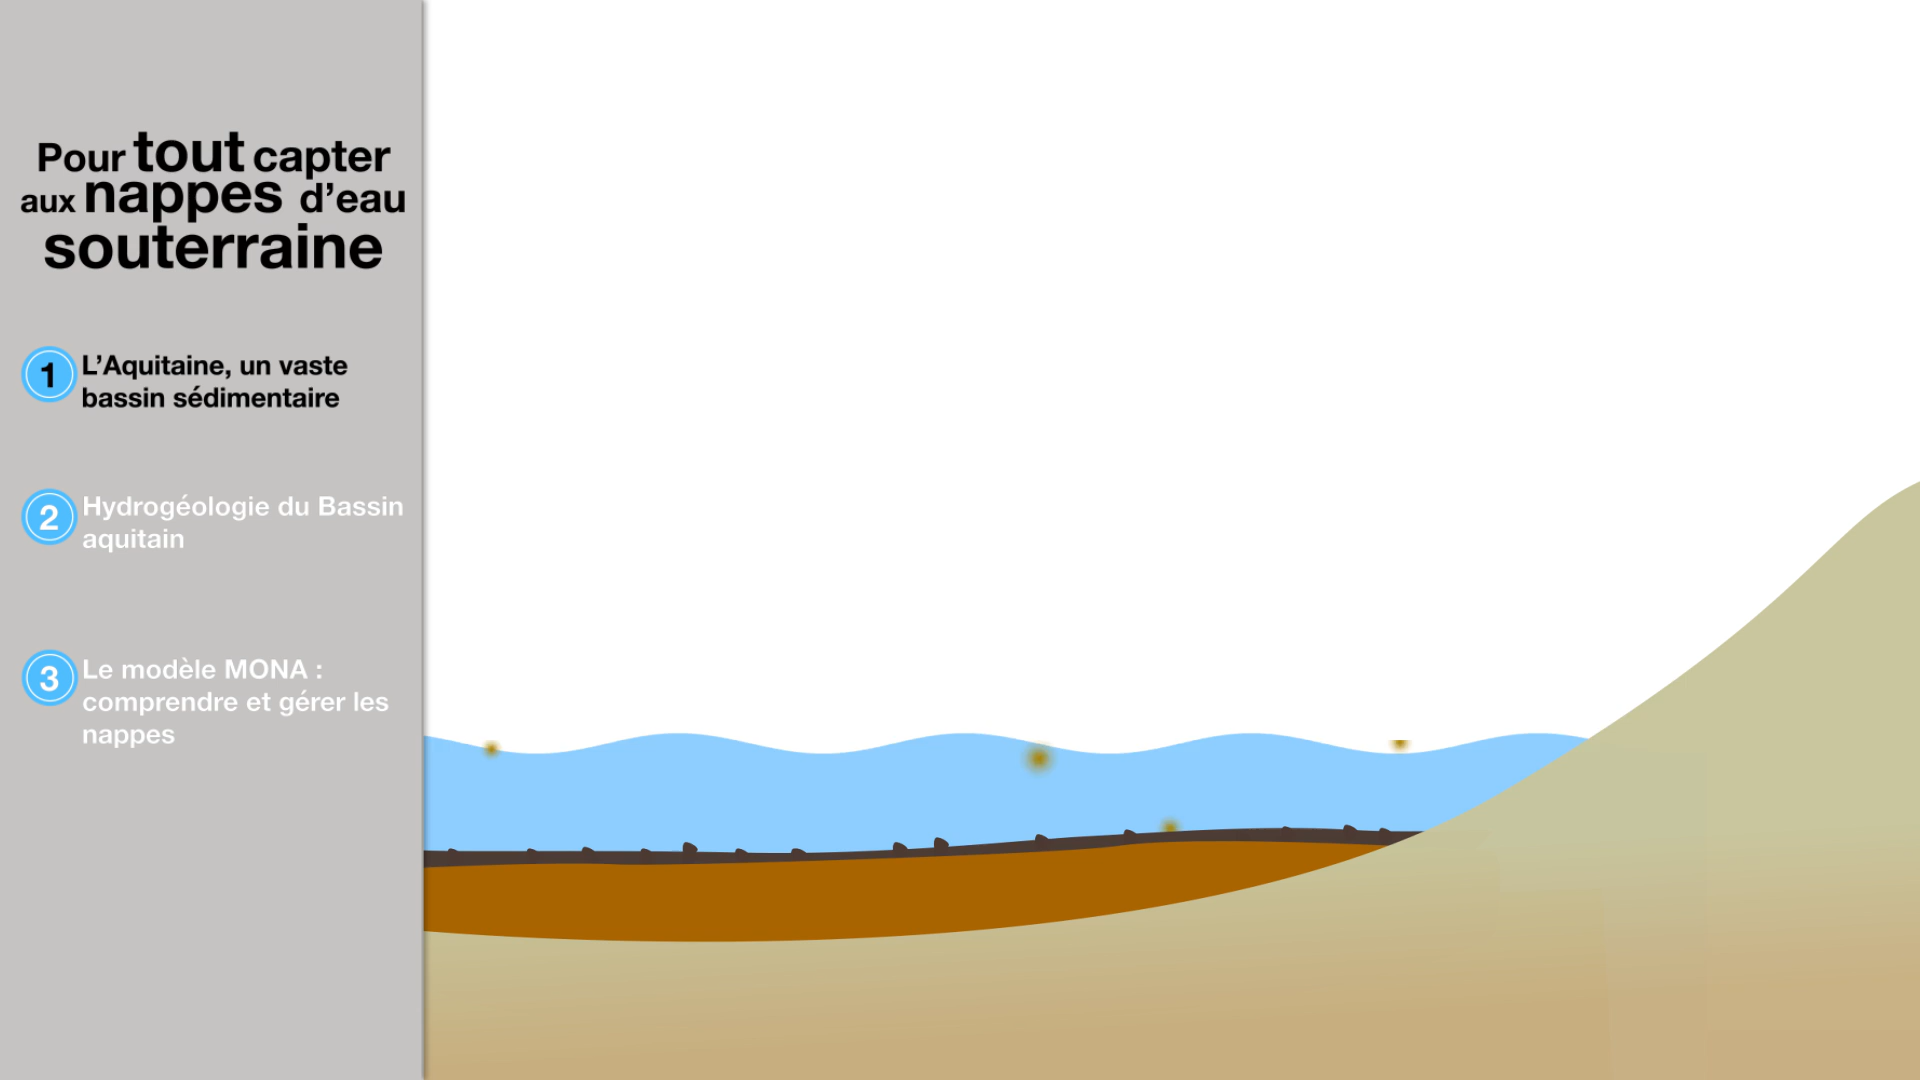 Pour tout capter
aux nappes d’eau
souterraine
1 L’Aquitaine, un vaste
bassin sédimentaire
2 Hydrogéologie du Bassin
aquitain
3 Le modèle MONA :
comprendre et gérer les
nappes